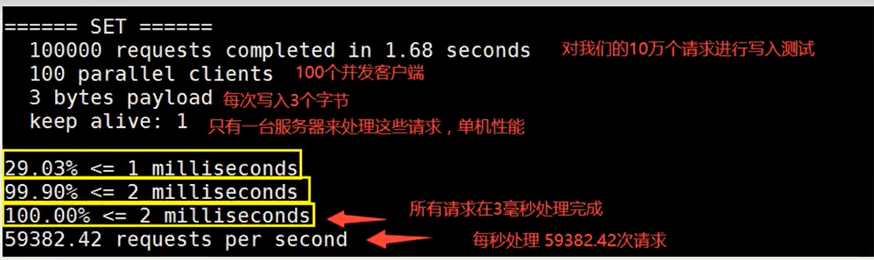 ====== SET ======
100000 requests completed in 1.68 seconds 对我们的10万个请求进行写入测试
100 parallel clients 100个并发客户端
3 bytes payload 每次写入3个字节
keep alive: 1 只有一台服务器来处理这些请求，单机性能
29.03% <= 1 milliseconds
99.90% <= 2 milliseconds
100.00% <= 2 milliseconds 所有请求在3毫秒处理完成
59382.42 requests per second 每秒处理 59382.42次请求